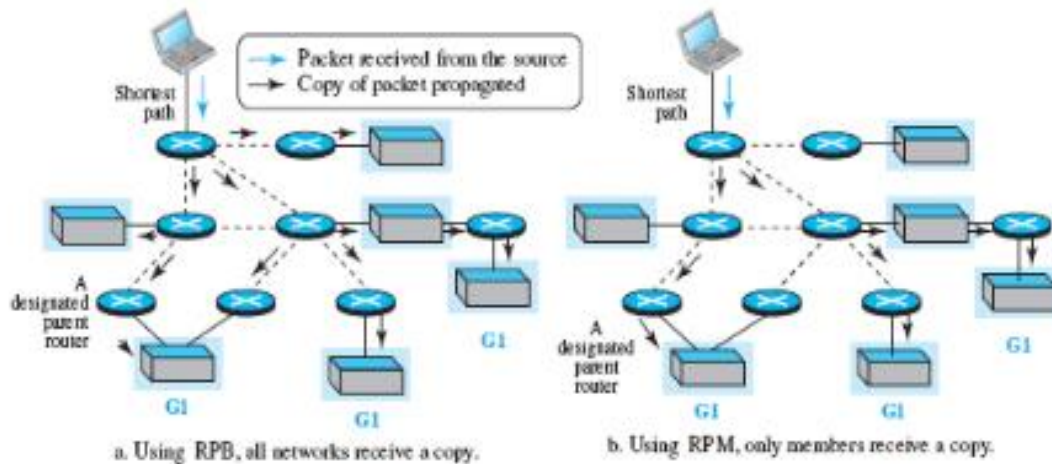 Packet received from the source
Copy of packet propagated
Shortest
path
A
designated
parent
router
G1
G1
G1
a. Using RPB, all networks receive a copy.
Shortest
path
A
designated
parent
router
G1
G1
G1
b. Using RPM, only members receive a copy.